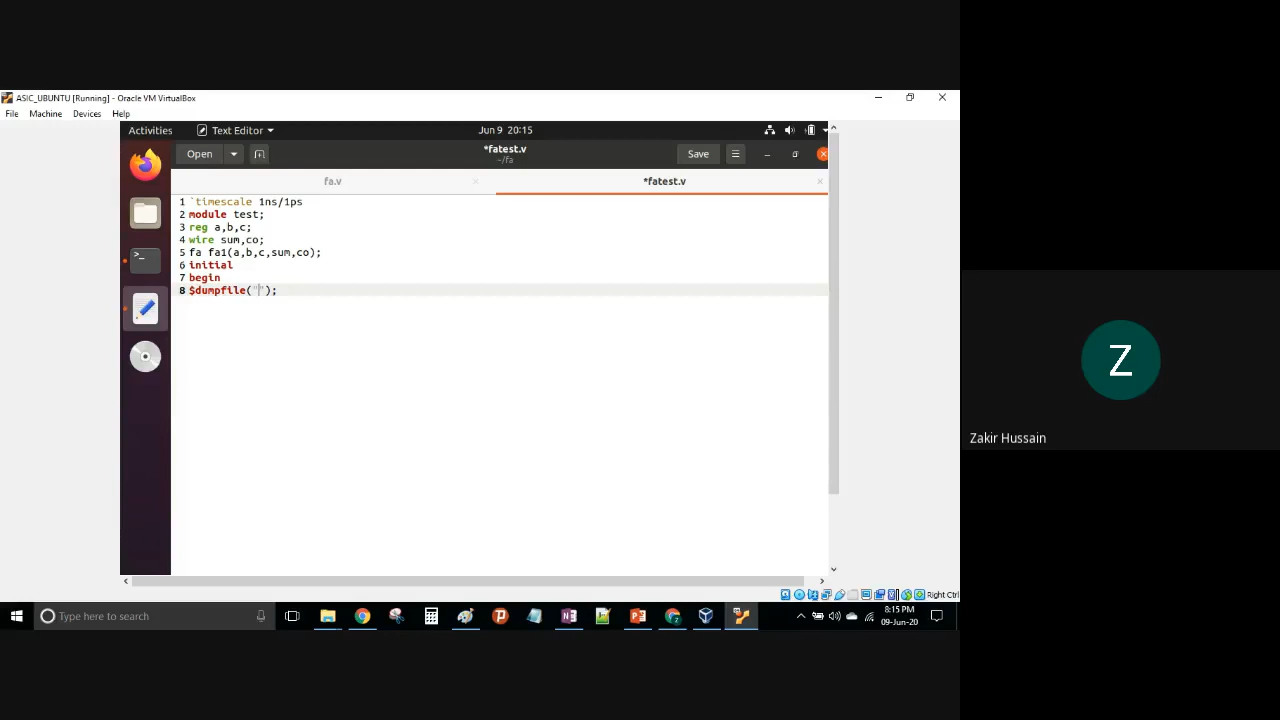 ASIC_UBUNTU [Running] - Oracle VM VirtualBox
File Machine Devices Help
Activities Text Editor Jun 9 20:15
Open *fatest.v Save
~/fa
fa.v *fatest.v
1 `timescale 1ns/1ps
2 module test;
3 reg a,b,c;
4 wire sum,co;
5 fa fa1(a,b,c,sum,co);
6 initial
7 begin
8 $dumpfile("");
Z
Zakir Hussain
Right Ctrl
Type here to search
8:15 PM
09-Jun-20